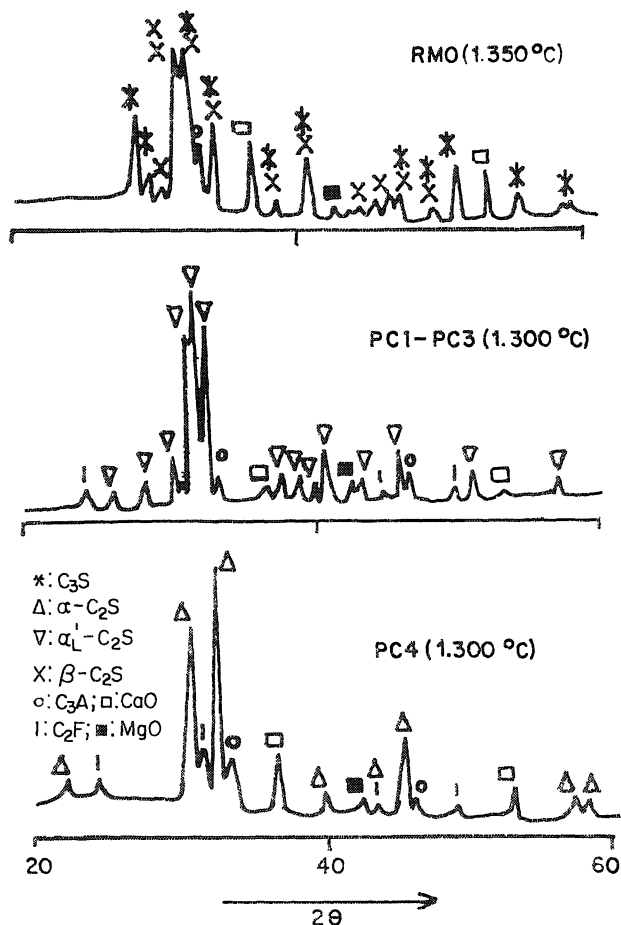 RMO (1.350 °C)
PC1-PC3 (1.300 °C)
*: C₃S
△: α-C₂S
▽: α'L-C₂S
X: β-C₂S
o: C₃A; □: CaO
I: C₂F; ■: MgO
PC4 (1.300 °C)
20 40 60
2θ